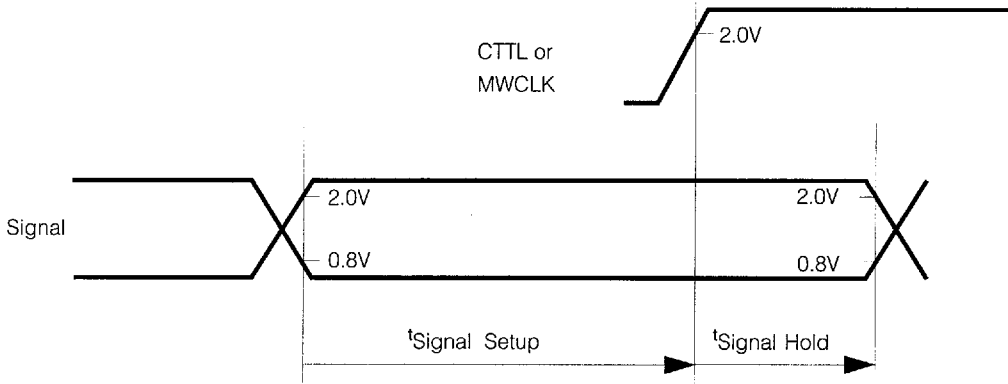 CTTL or
MWCLK
2.0V
Signal
2.0V
0.8V
2.0V
0.8V
tSignal Setup
tSignal Hold